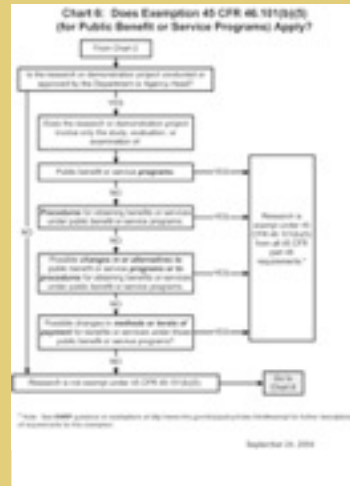 Chart 6: Does Exemption 45 CFR 46.101(b)(5)
(for Public Benefit or Service Programs) Apply?
From Chart 2
Is the research or demonstration project conducted or
approved by the Department or Agency Head?
YES
Does the research or demonstration project
involve only the study, evaluation, or
examination of:
Public benefit or service programs
YES
NO
Procedures for obtaining benefits or services
under public benefit or service programs
YES
NO
NO
Possible changes in or alternatives to
public benefit or service programs or to
procedures for obtaining benefits or services
under public benefit or service programs
YES
NO
Possible changes in methods or levels of
payment for benefits or services under those
public benefit or service programs?
YES
NO
Research is
exempt under 45
CFR 46.101(b)(5)
from all 45 CFR
part 46
requirements.*
Research is not exempt under 45 CFR 46.101(b)(5)
Go to
Chart 8
September 24, 2004